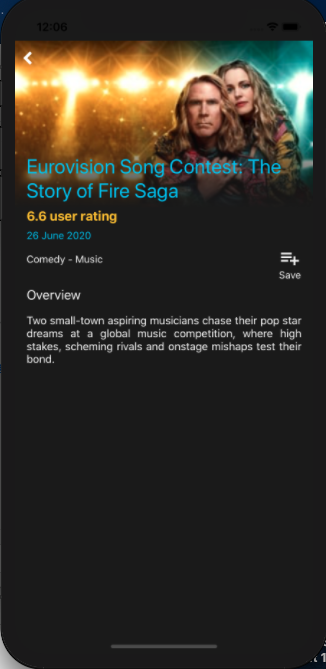 12:06
Eurovision Song Contest: The
Story of Fire Saga
6.6 user rating
26 June 2020
Comedy - Music
Save
Overview
Two small-town aspiring musicians chase their pop star
dreams at a global music competition, where high
stakes, scheming rivals and onstage mishaps test their
bond.